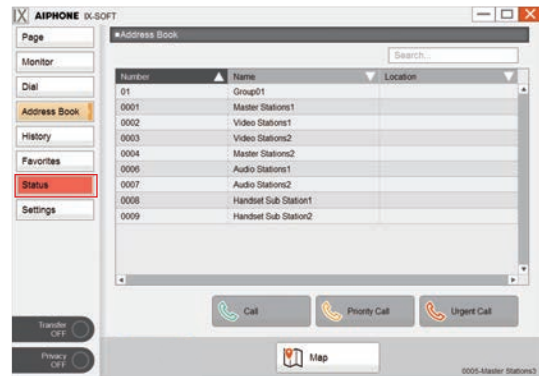 AIPHONE IX-SOFT
Page
Monitor
Dial
Address Book
History
Favorites
Status
Settings
Transfer
OFF
Privacy
OFF
■Address Book
Search...
Number Name Location
01 Group01
0001 Master Stations1
0002 Video Stations1
0003 Video Stations2
0004 Master Stations2
0006 Audio Stations1
0007 Audio Stations2
0008 Handset Sub Station1
0009 Handset Sub Station2
Call Priority Call Urgent Call
Map
0005-Master Stations3